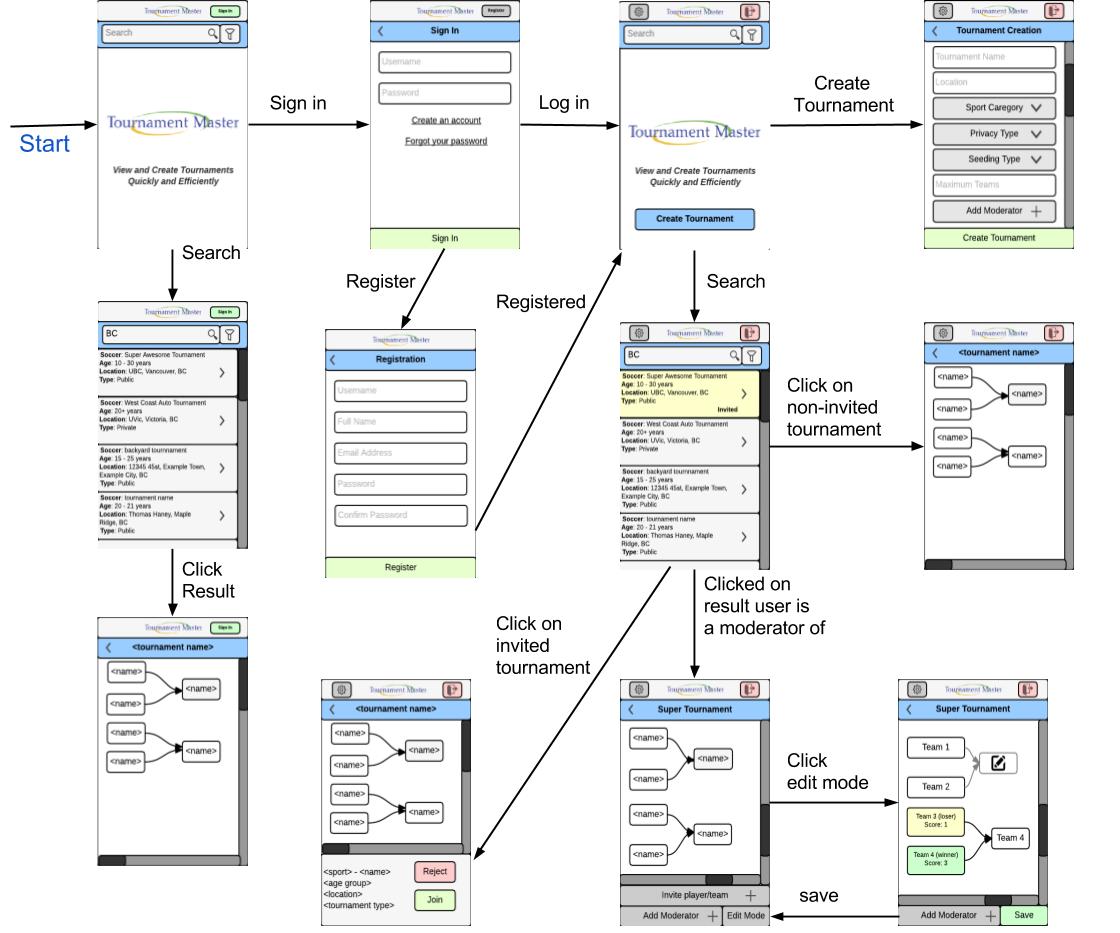 Start
Tournament Master
Sign In
Search
Tournament Master
View and Create Tournaments
Quickly and Efficiently
Sign in
Tournament Master
Register
Sign In
Username
Password
Create an account
Forgot your password
Sign In
Log in
Tournament Master
Search
Tournament Master
View and Create Tournaments
Quickly and Efficiently
Create Tournament
Create
Tournament
Tournament Master
Tournament Creation
Tournament Name
Location
Sport Caregory
Privacy Type
Seeding Type
Maximum Teams
Add Moderator
Create Tournament
Search
Register
Registered
Search
Tournament Master
Sign In
BC
Soccer: Super Awesome Tournament
Age: 10 - 30 years
Location: UBC, Vancouver, BC
Type: Public
Soccer: West Coast Auto Tournament
Age: 20+ years
Location: UVic, Victoria, BC
Type: Private
Soccer: backyard tournnament
Age: 15 - 25 years
Location: 12345 45st, Example Town,
Example City, BC
Type: Public
Soccer: tournament name
Age: 20 - 21 years
Location: Thomas Haney, Maple
Ridge, BC
Type: Public
Tournament Master
Registration
Username
Full Name
Email Address
Password
Confirm Password
Register
Tournament Master
BC
Soccer: Super Awesome Tournament
Age: 10 - 30 years
Location: UBC, Vancouver, BC
Type: Public
Invited
Soccer: West Coast Auto Tournament
Age: 20+ years
Location: UVic, Victoria, BC
Type: Private
Soccer: backyard tournnament
Age: 15 - 25 years
Location: 12345 45st, Example Town,
Example City, BC
Type: Public
Soccer: tournament name
Age: 20 - 21 years
Location: Thomas Haney, Maple
Ridge, BC
Type: Public
Click on
non-invited
tournament
Tournament Master
<tournament name>
<name>
<name>
<name>
<name>
<name>
<name>
Click
Result
Click on
invited
tournament
Clicked on
result user is
a moderator of
Tournament Master
Sign In
<tournament name>
<name>
<name>
<name>
<name>
<name>
<name>
Tournament Master
<tournament name>
<name>
<name>
<name>
<name>
<name>
<name>
<sport> - <name>
<age group>
<location>
<tournament type>
Reject
Join
Tournament Master
Super Tournament
<name>
<name>
<name>
<name>
<name>
<name>
Invite player/team
Add Moderator
Edit Mode
Click
edit mode
save
Tournament Master
Super Tournament
Team 1
Team 2
Team 3 (loser)
Score: 1
Team 4
Team 4 (winner)
Score: 3
Add Moderator
Save